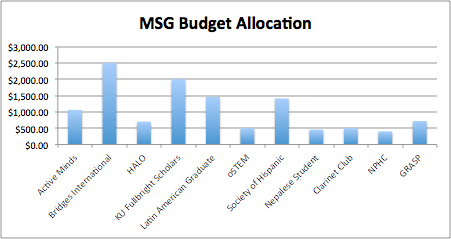 MSG Budget Allocation
$3,000.00
$2,500.00
$2,000.00
$1,500.00
$1,000.00
$500.00
$0.00
Active Minds
Bridges International
HALO
KU Fullbright Scholars
Latin American Graduate
oSTEM
Society of Hispanic
Nepalese Student
Clarinet Club
NPHC
GRASP